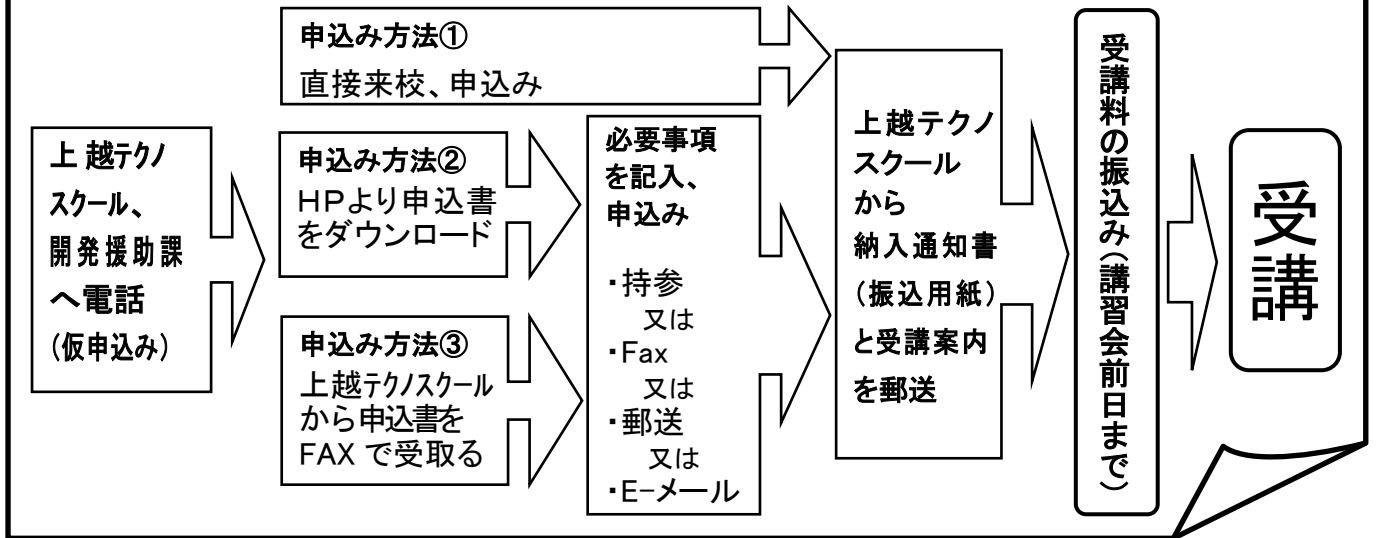 上越テクノ
スクール、
開発援助課
へ電話
(仮申込み)
申込み方法①
直接来校、申込み
申込み方法②
HPより申込書
をダウンロード
申込み方法③
上越テクノスクール
から申込書を
FAXで受取る
必要事項
を記入、
申込み
・持参
又は
・Fax
又は
・郵送
又は
・E-メール
上越テクノ
スクール
から
納入通知書
(振込用紙)
と受講案内
を郵送
受講料の振込み(講習会前日まで)
受講